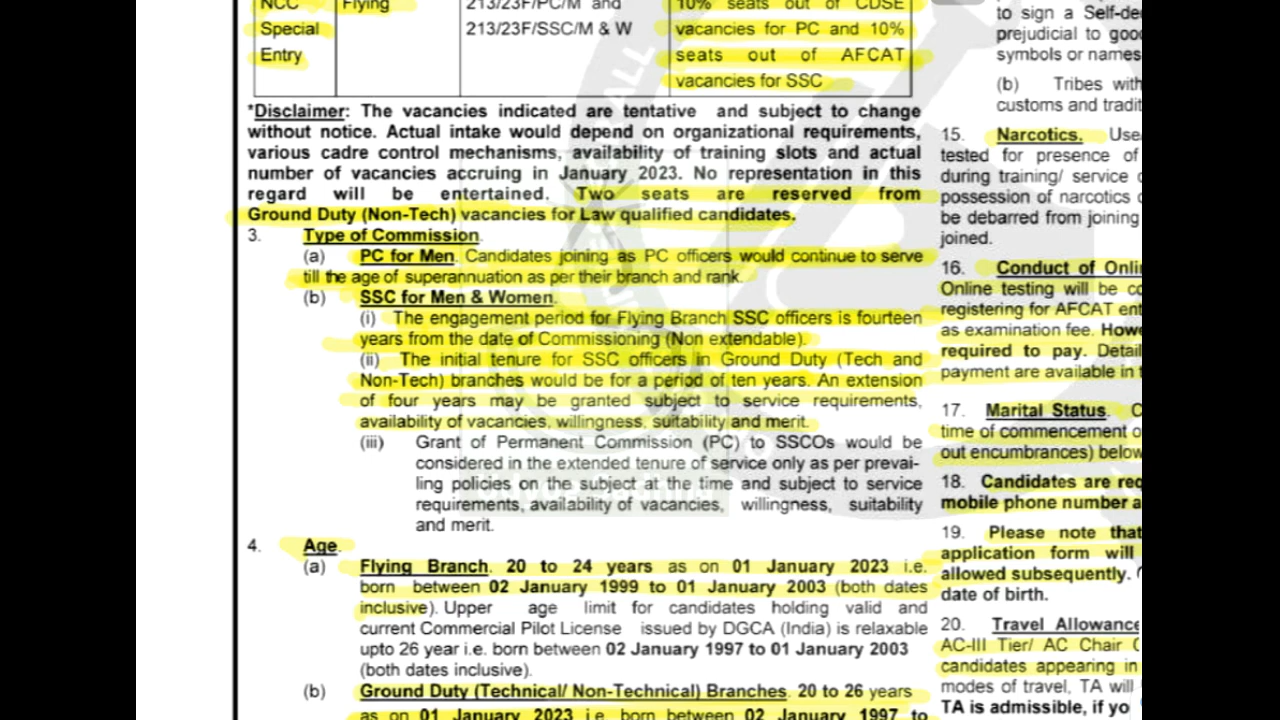 NCC
Special
Entry
Flying
213/23F/PC/M and
213/23F/SSC/M & W
10% seats out of CDSE
vacancies for PC and 10%
seats out of AFCAT
vacancies for SSC
*Disclaimer: The vacancies indicated are tentative and subject to change
without notice. Actual intake would depend on organizational requirements,
various cadre control mechanisms, availability of training slots and actual
number of vacancies accruing in January 2023. No representation in this
regard will be entertained. Two seats are reserved from
Ground Duty (Non-Tech) vacancies for Law qualified candidates.
3. Type of Commission.
(a) PC for Men. Candidates joining as PC officers would continue to serve
till the age of superannuation as per their branch and rank.
(b) SSC for Men & Women.
(i) The engagement period for Flying Branch SSC officers is fourteen
years from the date of Commissioning (Non extendable).
(ii) The initial tenure for SSC officers in Ground Duty (Tech and
Non-Tech) branches would be for a period of ten years. An extension
of four years may be granted subject to service requirements,
availability of vacancies, willingness, suitability and merit.
(iii) Grant of Permanent Commission (PC) to SSCOs would be
considered in the extended tenure of service only as per prevai-
ling policies on the subject at the time and subject to service
requirements, availability of vacancies, willingness, suitability
and merit.
4. Age.
(a) Flying Branch. 20 to 24 years as on 01 January 2023 i.e.
born between 02 January 1999 to 01 January 2003 (both dates
inclusive). Upper age limit for candidates holding valid and
current Commercial Pilot License issued by DGCA (India) is relaxable
upto 26 year i.e. born between 02 January 1997 to 01 January 2003
(both dates inclusive).
(b) Ground Duty (Technical/ Non-Technical) Branches. 20 to 26 years
as on 01 January 2023 i.e. born between 02 January 1997 to
to sign a Self-de
prejudicial to goo
symbols or names
(b) Tribes with
customs and tradit
15. Narcotics. Use
tested for presence of
during training/ service
possession of narcotics
be debarred from joining
joined.
16. Conduct of Onli
Online testing will be co
registering for AFCAT ent
as examination fee. Howe
required to pay. Detail
payment are available in
17. Marital Status.
time of commencement o
out encumbrances) below
18. Candidates are req
mobile phone number a
19. Please note that
application form will
allowed subsequently.
date of birth.
20. Travel Allowance
AC-III Tier/ AC Chair
candidates appearing in
modes of travel, TA will
TA is admissible, if yo